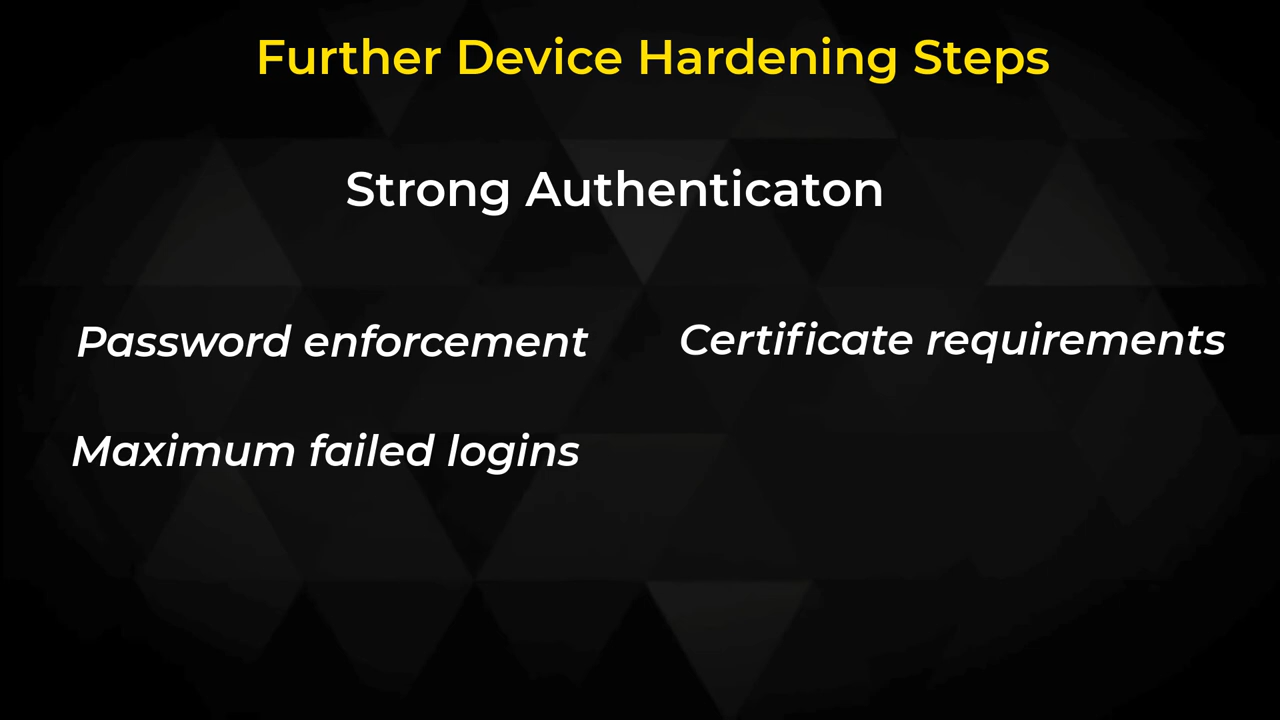 Further Device Hardening Steps
Strong Authenticaton
Password enforcement
Certificate requirements
Maximum failed logins